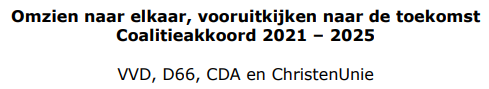 Omzien naar elkaar, vooruitkijken naar de toekomst
Coalitieakkoord 2021 – 2025
VVD, D66, CDA en ChristenUnie